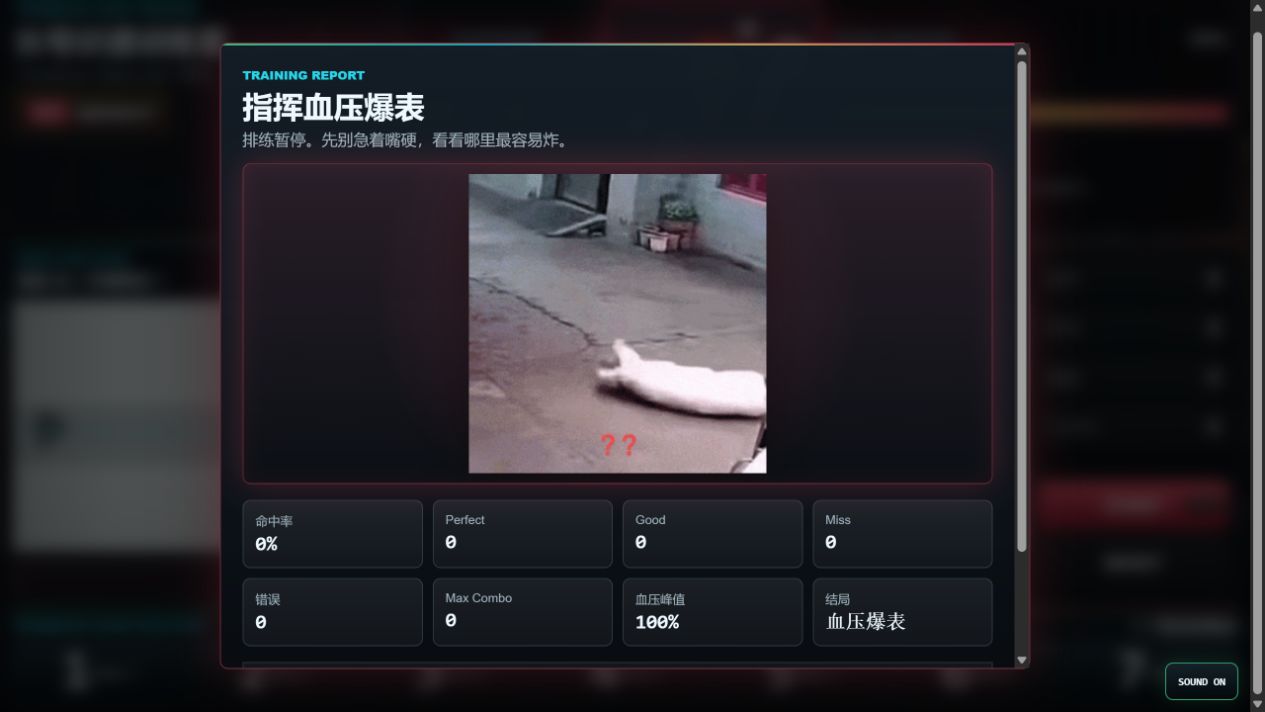 TRAINING REPORT
指挥血压爆表
排练暂停。先别急着嘴硬，看看哪里最容易炸。
??
命中率
0%
Perfect
0
Good
0
Miss
0
错误
0
Max Combo
0
血压峰值
100%
结局
血压爆表
SOUND ON